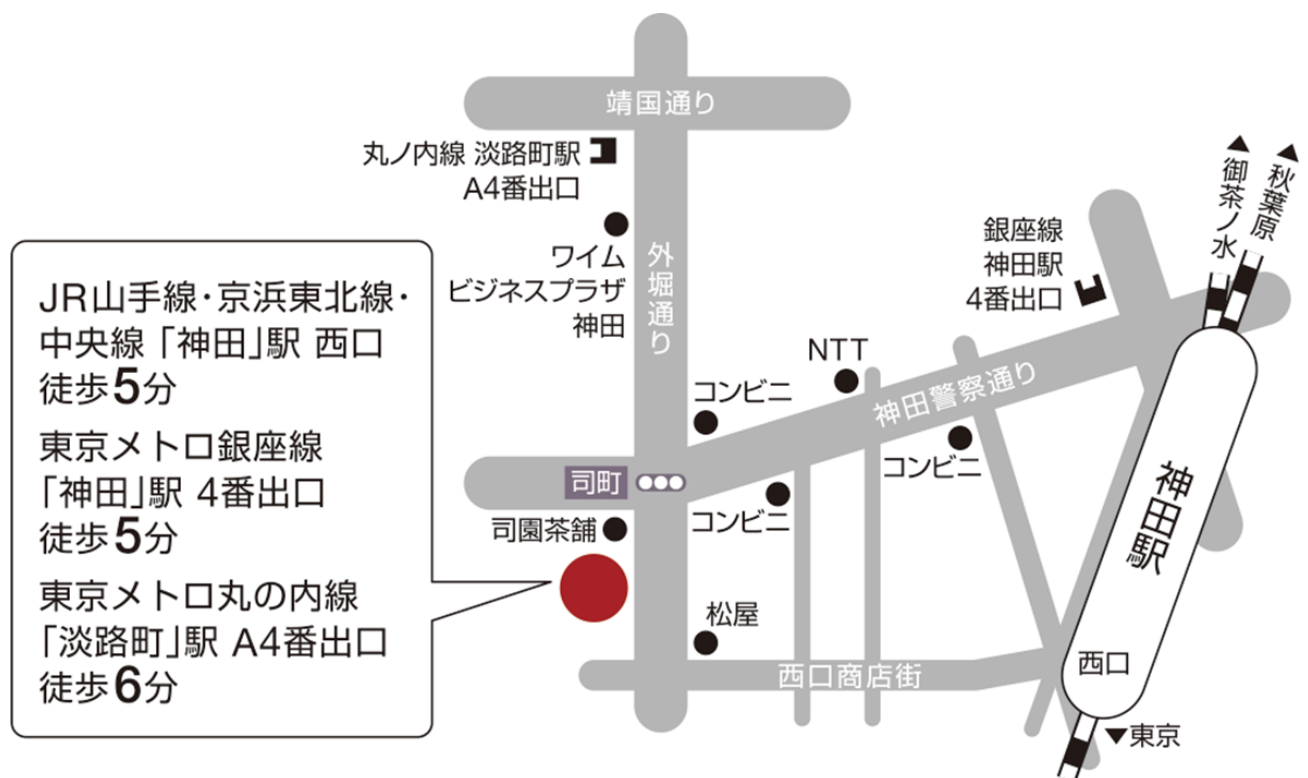 靖国通り
丸ノ内線 淡路町駅
A4番出口
ワイム
ビジネスプラザ
神田
外堀通り
▲御茶ノ水
▲秋葉原
銀座線
神田駅
4番出口
NTT
コンビニ
神田警察通り
コンビニ
司町
コンビニ
司園茶舗
松屋
西口商店街
神田駅
西口
▼東京
JR山手線・京浜東北線・
中央線「神田」駅 西口
徒歩5分
東京メトロ銀座線
「神田」駅 4番出口
徒歩5分
東京メトロ丸の内線
「淡路町」駅 A4番出口
徒歩6分